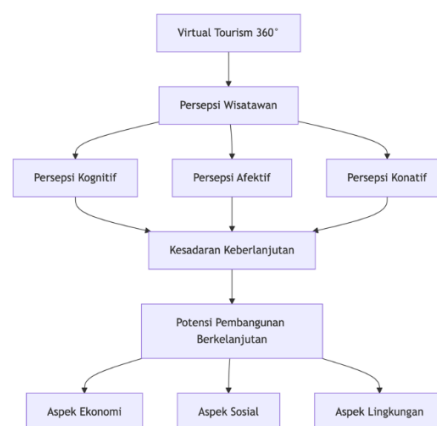 Virtual Tourism 360°
Persepsi Wisatawan
Persepsi Kognitif
Persepsi Afektif
Persepsi Konatif
Kesadaran Keberlanjutan
Potensi Pembangunan
Berkelanjutan
Aspek Ekonomi
Aspek Sosial
Aspek Lingkungan